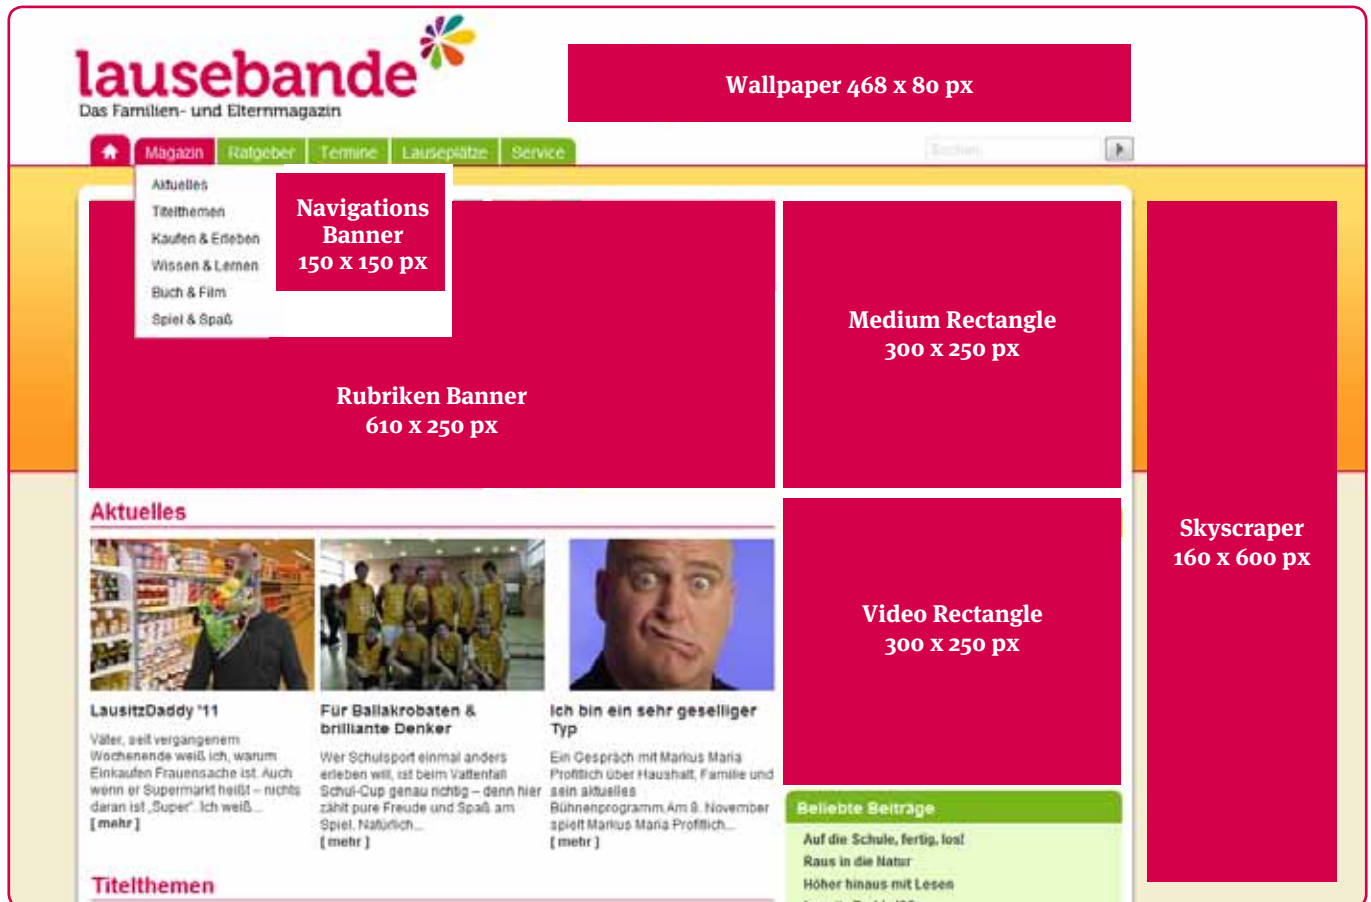 lausebande
Das Familien- und Elternmagazin
Wallpaper 468 x 80 px
Magazin Ratgeber Termine Lauseplätze Service
Suchen
Aktuelles
Titelthemen
Kaufen & Erleben
Wissen & Lernen
Buch & Film
Spiel & Spaß
Navigations
Banner
150 x 150 px
Rubriken Banner
610 x 250 px
Medium Rectangle
300 x 250 px
Skyscraper
160 x 600 px
Aktuelles
LausitzDaddy '11
Väter, seit vergangenem
Wochenende weiß ich, warum
Einkaufen Frauensache ist. Auch
wenn er Supermarkt heißt – nichts
daran ist „Super“. Ich weiß...
[ mehr ]
Für Ballakrobaten &
brilliante Denker
Wer Schulsport einmal anders
erleben will, ist beim Vattenfall
Schul-Cup genau richtig – denn hier
zählt pure Freude und Spaß am
Spiel. Natürlich...
[ mehr ]
Ich bin ein sehr geselliger
Typ
Ein Gespräch mit Markus Maria
Profitlich über Haushalt, Familie und
sein aktuelles
Bühnenprogramm.Am 9. November
spielt Markus Maria Profitlich...
[ mehr ]
Video Rectangle
300 x 250 px
Beliebte Beiträge
Auf die Schule, fertig, los!
Raus in die Natur
Höher hinaus mit Lesen
Titelthemen